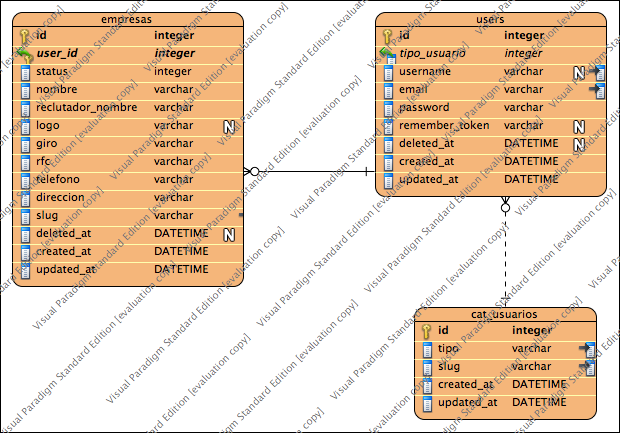 empresas
id integer
user_id integer
status integer
nombre varchar
reclutador_nombre varchar
logo varchar N
giro varchar
rfc varchar
telefono varchar
direccion varchar
slug varchar
deleted_at DATETIME N
created_at DATETIME
updated_at DATETIME
users
id integer
tipo_usuario integer
username varchar N
email varchar
password varchar
remember_token varchar N
deleted_at DATETIME N
created_at DATETIME
updated_at DATETIME
cat_usuarios
id integer
tipo varchar
slug varchar
created_at DATETIME
updated_at DATETIME
Visual Paradigm Standard Edition [evaluation copy]